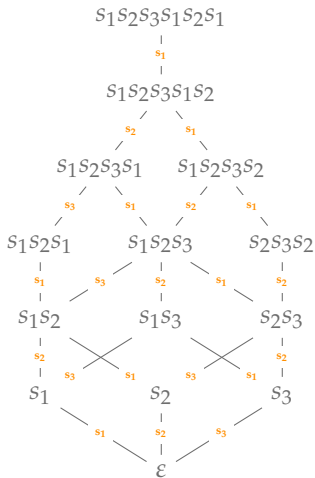 s₁s₂s₃s₁s₂s₁
s₁
s₁s₂s₃s₁s₂
s₂ s₁
s₁s₂s₃s₁ s₁s₂s₃s₂
s₃ s₁ s₂ s₁
s₁s₂s₁ s₁s₂s₃ s₂s₃s₂
s₁ s₃ s₂ s₁ s₂
s₁s₂ s₁s₃ s₂s₃
s₂ s₃ s₁ s₃ s₁ s₂
s₁ s₂ s₃
s₁ s₂ s₃
ε